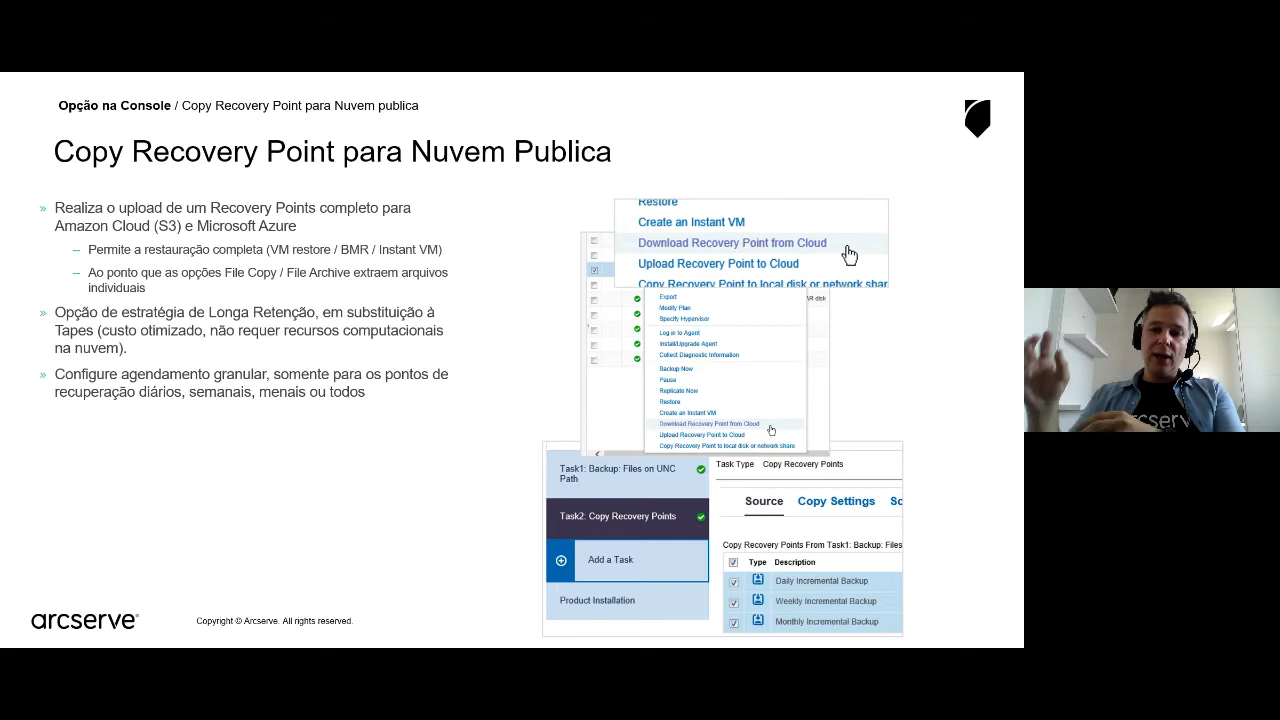 Opção na Console / Copy Recovery Point para Nuvem publica
Copy Recovery Point para Nuvem Publica
» Realiza o upload de um Recovery Points completo para
Amazon Cloud (S3) e Microsoft Azure
– Permite a restauração completa (VM restore / BMR / Instant VM)
– Ao ponto que as opções File Copy / File Archive extraem arquivos
individuais
» Opção de estratégia de Longa Retenção, em substituição à
Tapes (custo otimizado, não requer recursos computacionais
na nuvem).
» Configure agendamento granular, somente para os pontos de
recuperação diários, semanais, menais ou todos
Restore
Create an Instant VM
Download Recovery Point from Cloud
Upload Recovery Point to Cloud
Copy Recovery Point to local disk or network shar
Export
AR disk
Modify Plan
Specify Hypervisor
Log in to Agent
Install/Upgrade Agent
Collect Diagnostic Information
Backup Now
Pause
Replicate Now
Restore
Create an Instant VM
Download Recovery Point from Cloud
Upload Recovery Point to Cloud
Copy Recovery Point to local disk or network share
Task1: Backup: Files on UNC
Path
Task2: Copy Recovery Points
Add a Task
Product Installation
Task Type Copy Recovery Points
Source Copy Settings Sc
Copy Recovery Points From Task1: Backup: Files
Type Description
Daily Incremental Backup
Weekly Incremental Backup
Monthly Incremental Backup
arcserve®
Copyright © Arcserve. All rights reserved.
arcserve